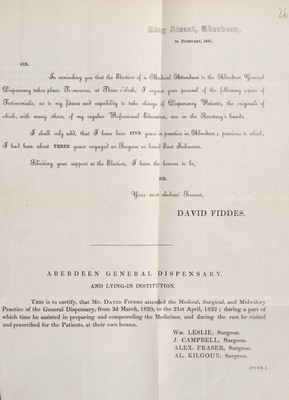 26
King Street, Aberdeen,
FEBRUARY, 1837.
SIR,
In reminding you that the Election of a Medical Attendant to the Aberdeen General
Dispensary takes place To-morrow, at Three o'clock, I request your perusal of the following copies of
Testimonials, as to my fitness and capability to take charge of Dispensary Patients, the originals of
which, with many others, of my regular Professional Education, are in the Secretary's hands.
I shall only add, that I have been FIVE years in practice in Aberdeen; previous to which,
I had been about THREE years engaged as Surgeon on board East Indiamen.
Soliciting your support at the Election, I have the honour to be,
SIR,
Your most obedient Servant,
DAVID FIDDES.
ABERDEEN GENERAL DISPENSARY,
AND LYING-IN INSTITUTION.
THIS is to certify, that Mr. DAVID FIDDES attended the Medical, Surgical, and Midwifery
Practice of the General Dispensary, from 3d March, 1829, to the 21st April, 1832; during a part of
which time he assisted in preparing and compounding the Medicines, and during the rest he visited
and prescribed for the Patients, at their own houses.
Wm. LESLIE, Surgeon.
J. CAMPBELL, Surgeon.
ALEX. FRASER, Surgeon.
AL. KILGOUR, Surgeon.
[OVER.]